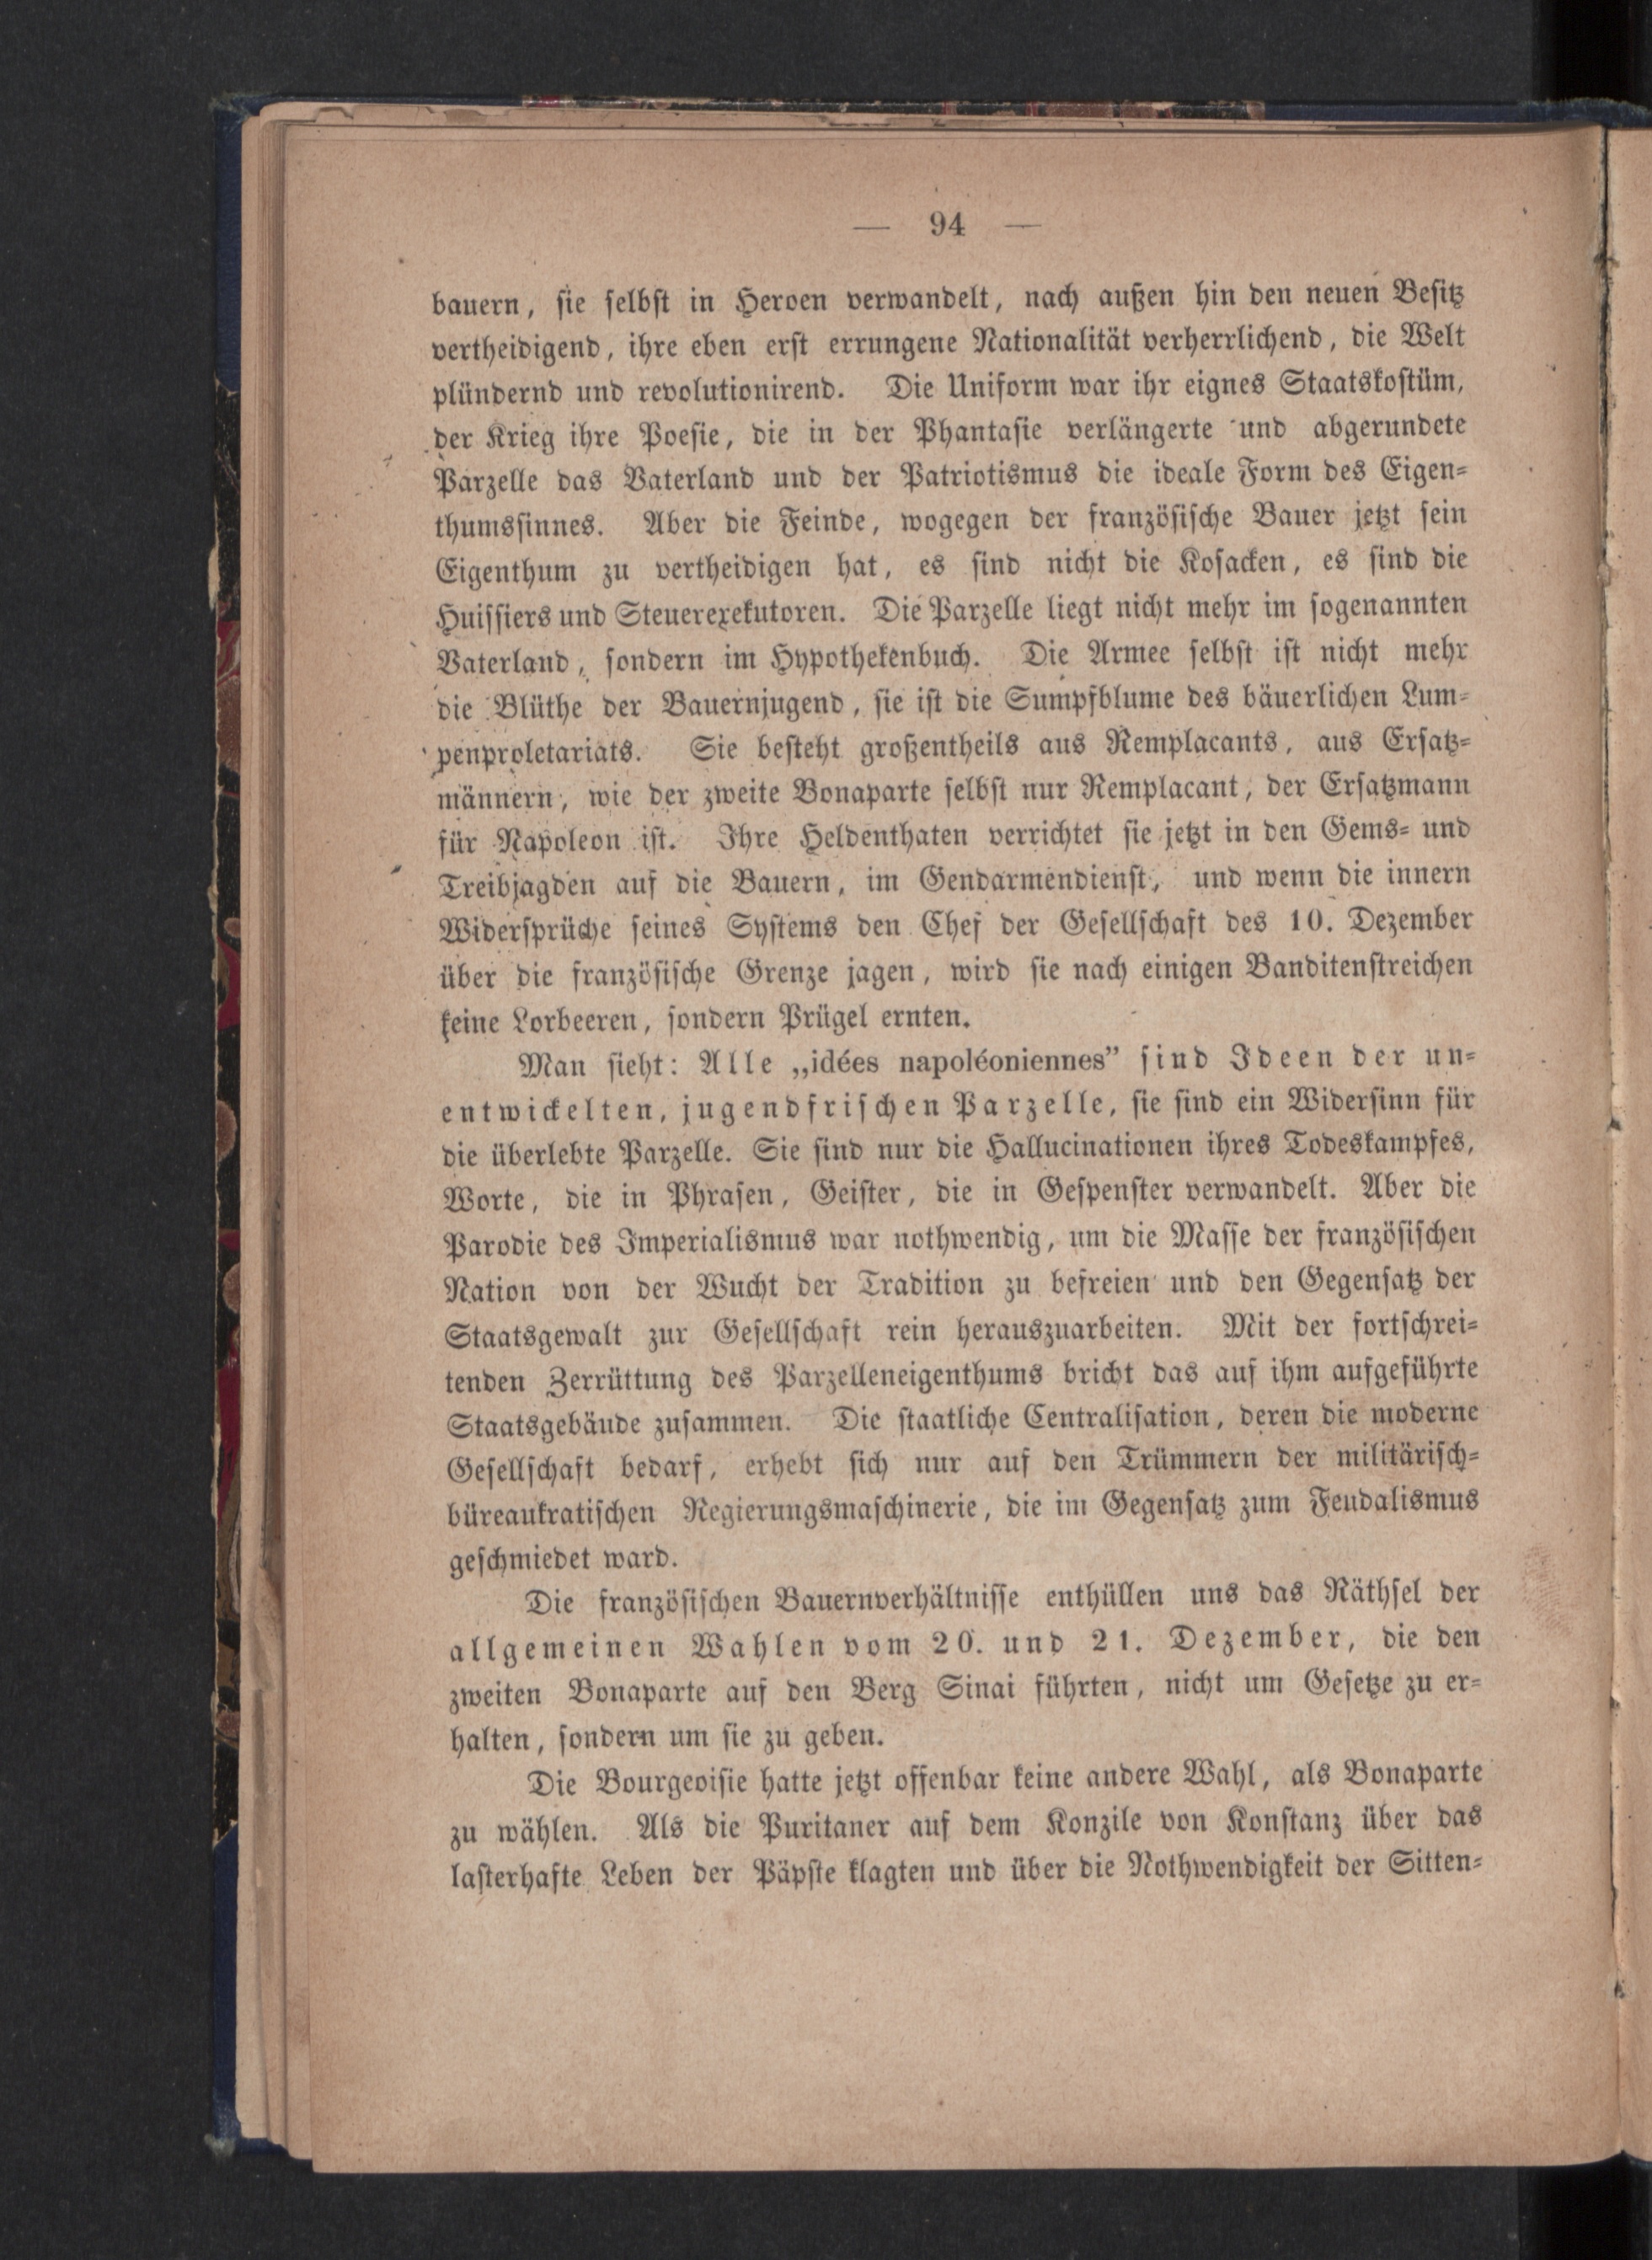 — 94 —
bauern, sie selbst in Heroen verwandelt, nach außen hin den neuen Besitz
vertheidigend, ihre eben erst errungene Nationalität verherrlichend, die Welt
plündernd und revolutionirend. Die Uniform war ihr eignes Staatskostüm,
der Krieg ihre Poesie, die in der Phantasie verlängerte und abgerundete
Parzelle das Vaterland und der Patriotismus die ideale Form des Eigen-
thumssinnes. Aber die Feinde, wogegen der französische Bauer jetzt sein
Eigenthum zu vertheidigen hat, es sind nicht die Kosacken, es sind die
Huissiers und Steuerexekutoren. Die Parzelle liegt nicht mehr im sogenannten
Vaterland, sondern im Hypothekenbuch. Die Armee selbst ist nicht mehr
die Blüthe der Bauernjugend, sie ist die Sumpfblume des bäuerlichen Lum-
penproletariats. Sie besteht großentheils aus Remplacants, aus Ersatz-
männern, wie der zweite Bonaparte selbst nur Remplacant, der Ersatzmann
für Napoleon ist. Ihre Heldenthaten verrichtet sie jetzt in den Gems- und
Treibjagden auf die Bauern, im Gendarmendienst, und wenn die innern
Widersprüche seines Systems den Chef der Gesellschaft des 10. Dezember
über die französische Grenze jagen, wird sie nach einigen Banditenstreichen
keine Lorbeeren, sondern Prügel ernten.
Man sieht: Alle „idées napoléoniennes” sind Ideen der un-
entwickelten, jugendfrischen Parzelle, sie sind ein Widersinn für
die überlebte Parzelle. Sie sind nur die Hallucinationen ihres Todeskampfes,
Worte, die in Phrasen, Geister, die in Gespenster verwandelt. Aber die
Parodie des Imperialismus war nothwendig, um die Masse der französischen
Nation von der Wucht der Tradition zu befreien und den Gegensatz der
Staatsgewalt zur Gesellschaft rein herauszuarbeiten. Mit der fortschrei-
tenden Zerrüttung des Parzelleneigenthums bricht das auf ihm aufgeführte
Staatsgebäude zusammen. Die staatliche Centralisation, deren die moderne
Gesellschaft bedarf, erhebt sich nur auf den Trümmern der militärisch-
büreaukratischen Regierungsmaschinerie, die im Gegensatz zum Feudalismus
geschmiedet ward.
Die französischen Bauernverhältnisse enthüllen uns das Räthsel der
allgemeinen Wahlen vom 20. und 21. Dezember, die den
zweiten Bonaparte auf den Berg Sinai führten, nicht um Gesetze zu er-
halten, sondern um sie zu geben.
Die Bourgeoisie hatte jetzt offenbar keine andere Wahl, als Bonaparte
zu wählen. Als die Puritaner auf dem Konzile von Konstanz über das
lasterhafte Leben der Päpste klagten und über die Nothwendigkeit der Sitten-